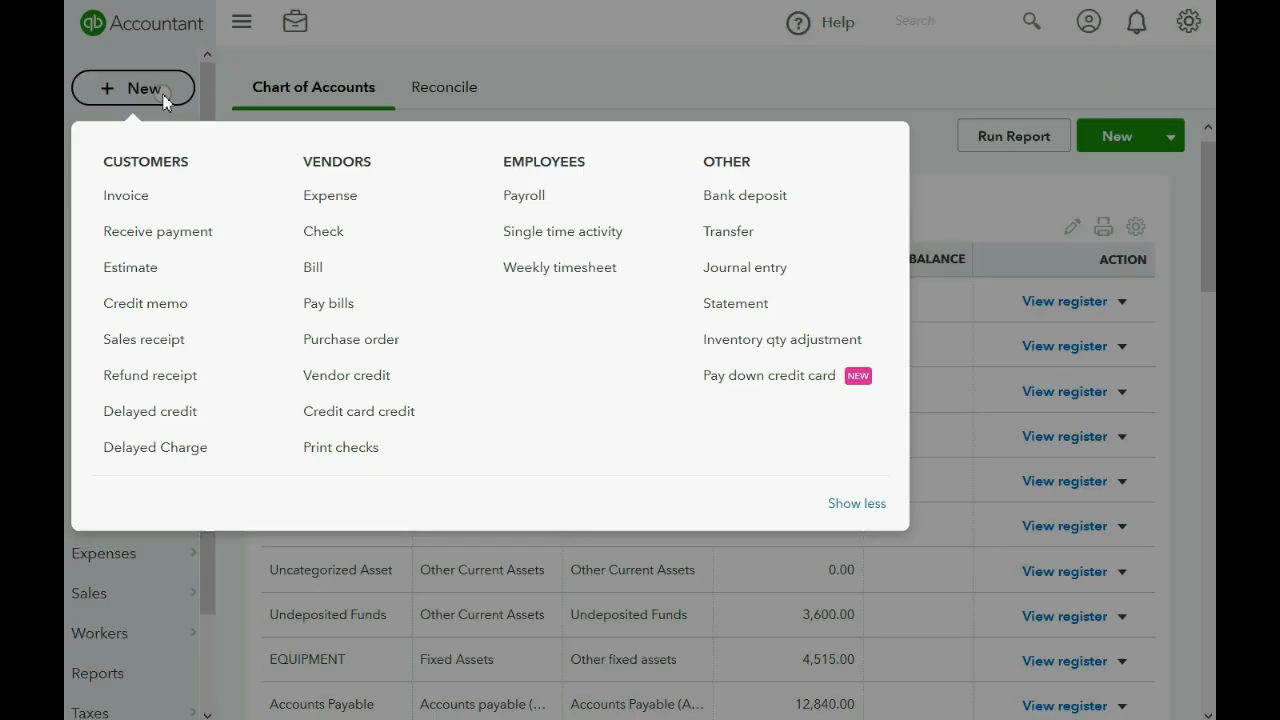 qb Accountant
Help
Search
+ New
Chart of Accounts
Reconcile
Run Report
New
CUSTOMERS VENDORS EMPLOYEES OTHER
Invoice Expense Payroll Bank deposit
Receive payment Check Single time activity Transfer
Estimate Bill Weekly timesheet Journal entry
Credit memo Pay bills Statement
Sales receipt Purchase order Inventory qty adjustment
Refund receipt Vendor credit Pay down credit card NEW
Delayed credit Credit card credit
Delayed Charge Print checks
Show less
BALANCE ACTION
View register
View register
View register
View register
View register
View register
Expenses
Sales
Workers
Reports
Taxes
Uncategorized Asset Other Current Assets Other Current Assets 0.00 View register
Undeposited Funds Other Current Assets Undeposited Funds 3,600.00 View register
EQUIPMENT Fixed Assets Other fixed assets 4,515.00 View register
Accounts Payable Accounts payable (... Accounts Payable (A... 12,840.00 View register